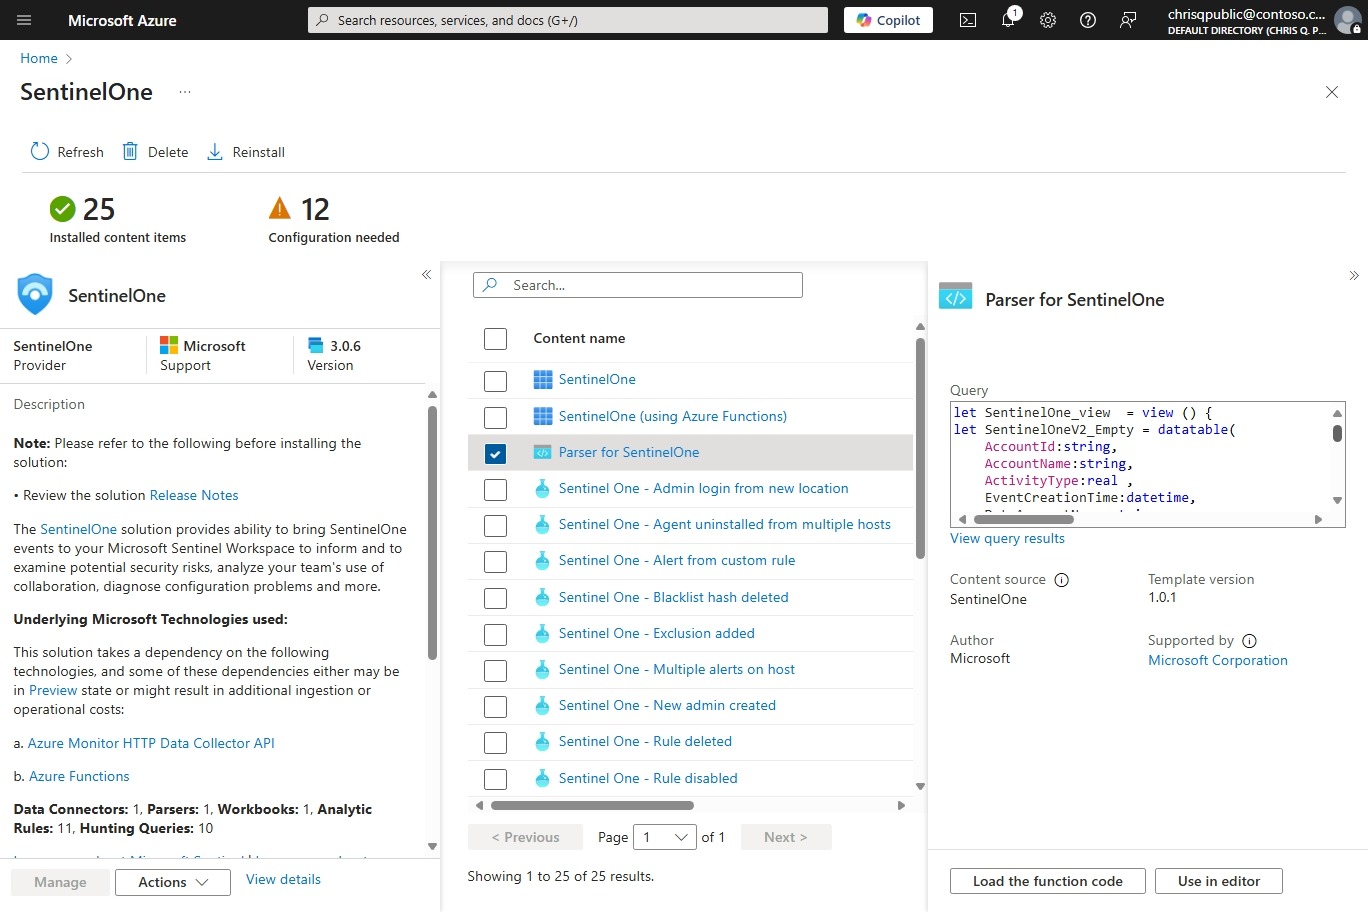 Microsoft Azure
Search resources, services, and docs (G+/)
Copilot
1
chrisqpublic@contoso.c...
DEFAULT DIRECTORY (CHRIS Q. P...
Home
SentinelOne ...
Refresh Delete Reinstall
25
Installed content items
12
Configuration needed
SentinelOne
SentinelOne
Provider
Microsoft
Support
3.0.6
Version
Description
Note: Please refer to the following before installing the
solution:
• Review the solution Release Notes
The SentinelOne solution provides ability to bring SentinelOne
events to your Microsoft Sentinel Workspace to inform and to
examine potential security risks, analyze your team's use of
collaboration, diagnose configuration problems and more.
Underlying Microsoft Technologies used:
This solution takes a dependency on the following
technologies, and some of these dependencies either may be
in Preview state or might result in additional ingestion or
operational costs:
a. Azure Monitor HTTP Data Collector API
b. Azure Functions
Data Connectors: 1, Parsers: 1, Workbooks: 1, Analytic
Rules: 11, Hunting Queries: 10
Manage Actions View details
Search...
Content name
SentinelOne
SentinelOne (using Azure Functions)
Parser for SentinelOne
Sentinel One - Admin login from new location
Sentinel One - Agent uninstalled from multiple hosts
Sentinel One - Alert from custom rule
Sentinel One - Blacklist hash deleted
Sentinel One - Exclusion added
Sentinel One - Multiple alerts on host
Sentinel One - New admin created
Sentinel One - Rule deleted
Sentinel One - Rule disabled
< Previous Page 1 of 1 Next >
Showing 1 to 25 of 25 results.
Parser for SentinelOne
Query
let SentinelOne_view  = view () {
let SentinelOneV2_Empty = datatable(
AccountId:string,
AccountName:string,
ActivityType:real ,
EventCreationTime:datetime,
View query results
Content source
SentinelOne
Template version
1.0.1
Author
Microsoft
Supported by
Microsoft Corporation
Load the function code Use in editor